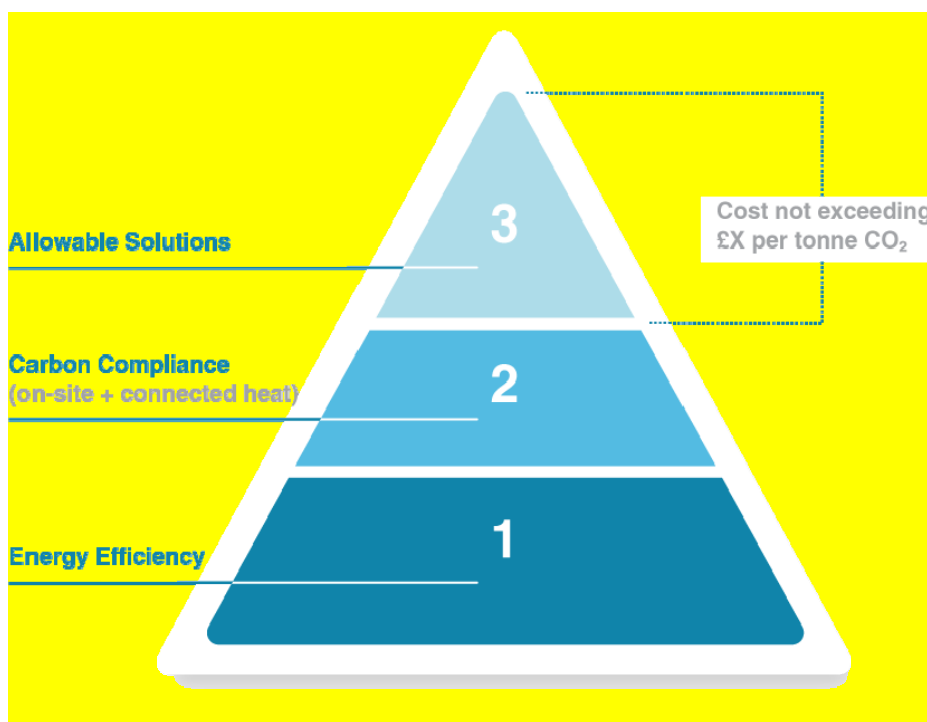 3
Cost not exceeding
£X per tonne CO₂
Allowable Solutions
Carbon Compliance
(on-site + connected heat)
2
1
Energy Efficiency